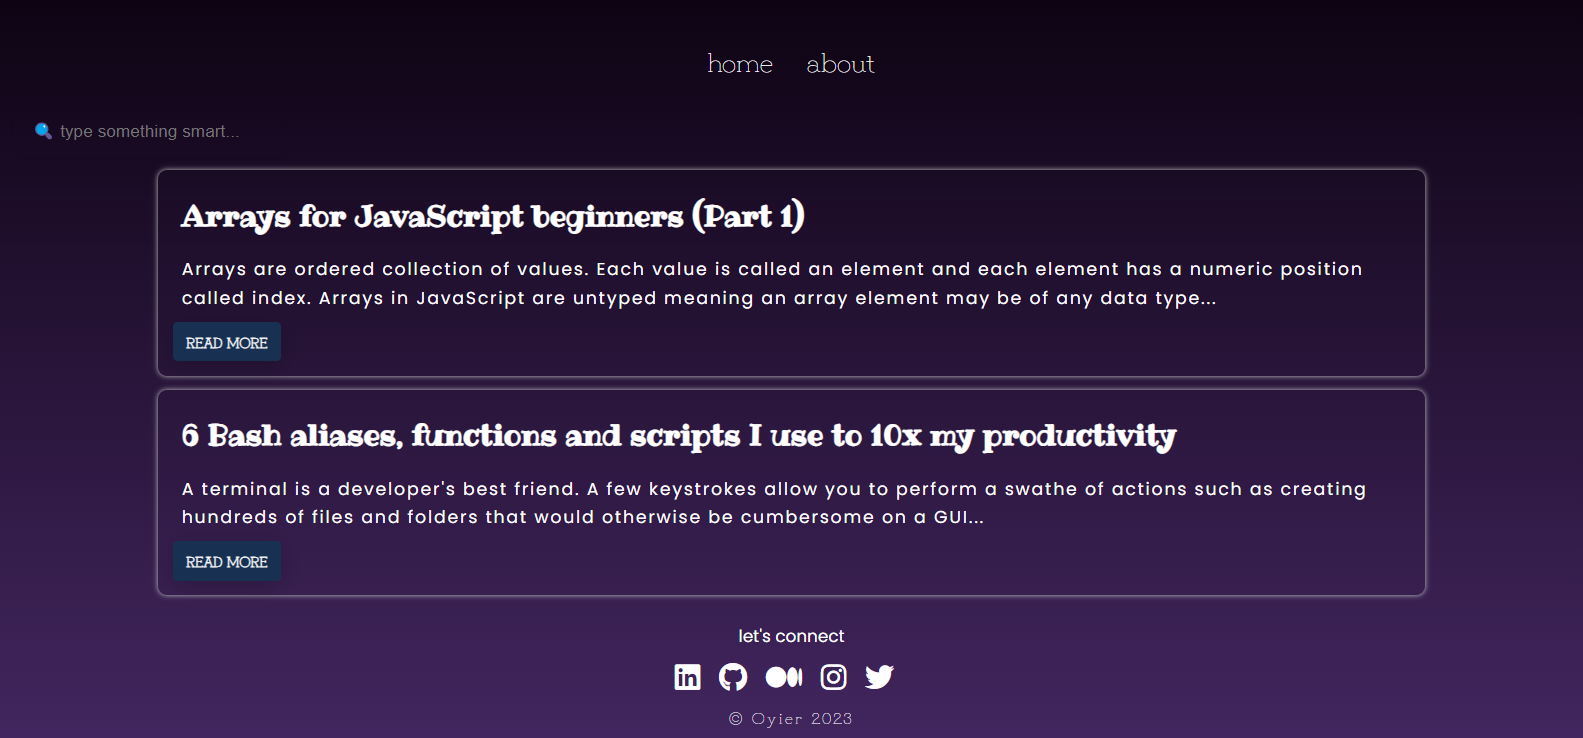 home about
type something smart...
Arrays for JavaScript beginners (Part 1)
Arrays are ordered collection of values. Each value is called an element and each element has a numeric position
called index. Arrays in JavaScript are untyped meaning an array element may be of any data type...
READ MORE
6 Bash aliases, functions and scripts I use to 10x my productivity
A terminal is a developer's best friend. A few keystrokes allow you to perform a swathe of actions such as creating
hundreds of files and folders that would otherwise be cumbersome on a GUI...
READ MORE
let's connect
in
© Oyier 2023